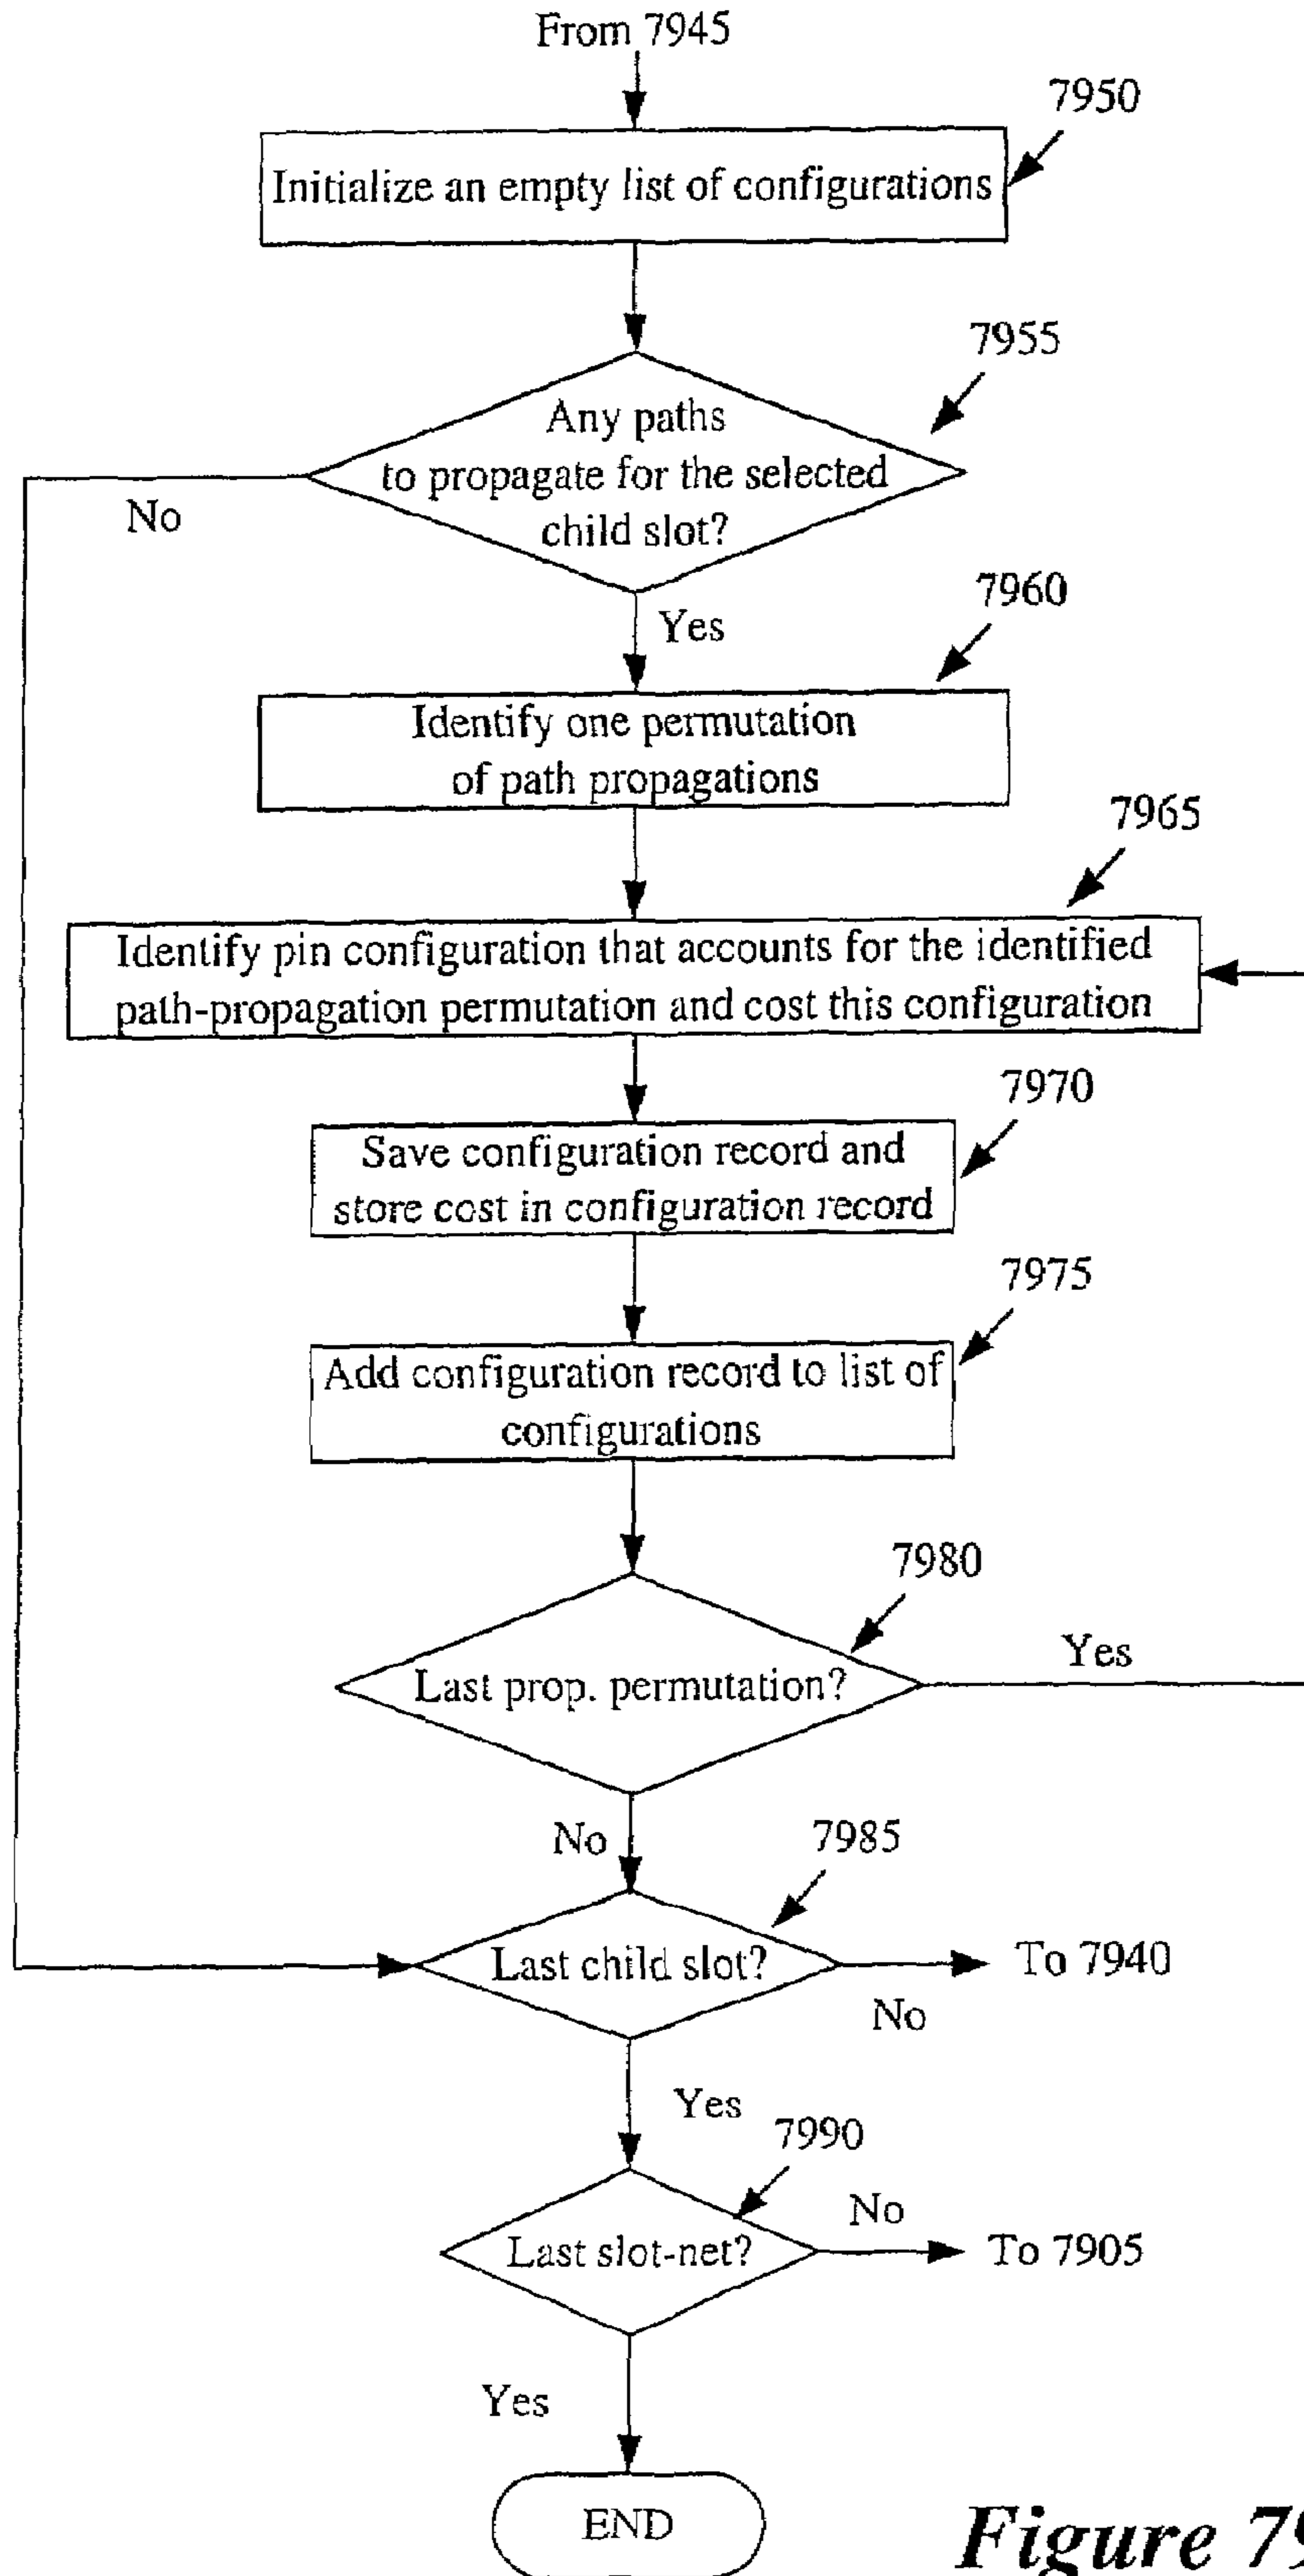 From 7945
7950
Initialize an empty list of configurations
7955
Any paths
to propagate for the selected
child slot?
No
7960
Yes
Identify one permutation
of path propagations
7965
Identify pin configuration that accounts for the identified
path-propagation permutation and cost this configuration
7970
Save configuration record and
store cost in configuration record
7975
Add configuration record to list of
configurations
7980
Last prop. permutation?
Yes
No
7985
Last child slot?
To 7940
No
Yes
7990
Last slot-net?
No
To 7905
Yes
END
Figure 79